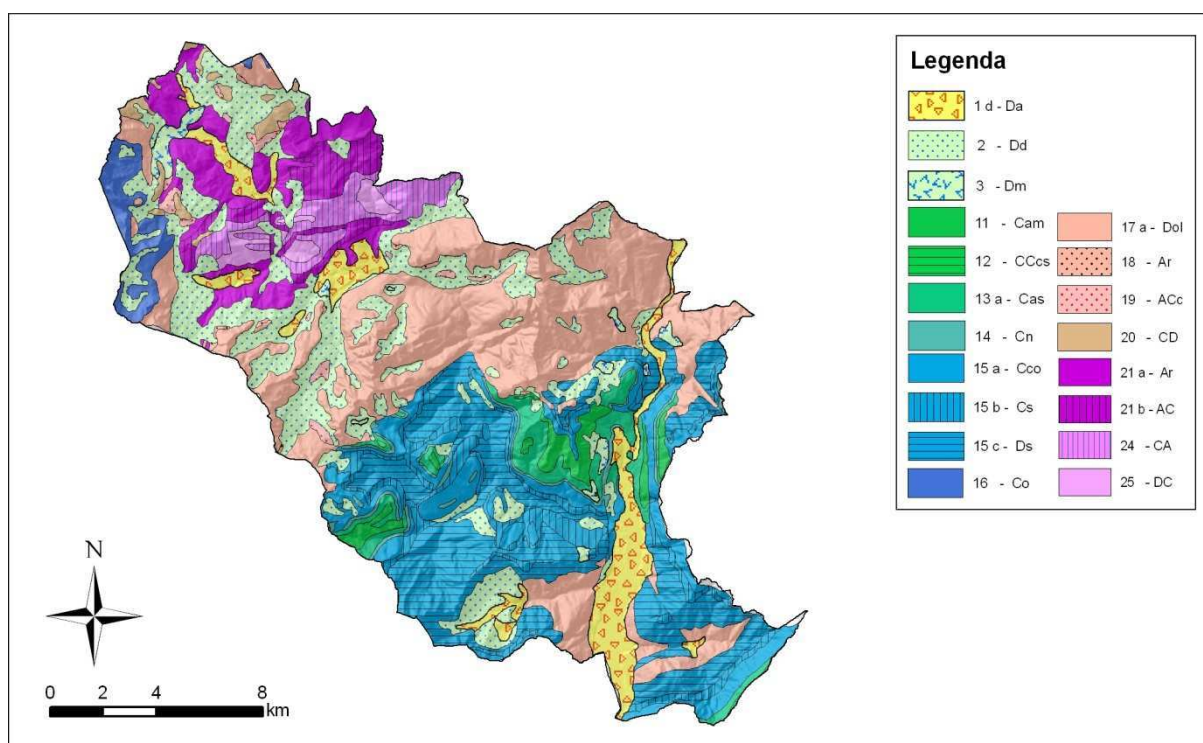 Legenda
1 d - Da
2 - Dd
3 - Dm
11 - Cam
12 - CCcs
13 a - Cas
14 - Cn
15 a - Cco
15 b - Cs
15 c - Ds
16 - Co
17 a - Dol
18 - Ar
19 - ACc
20 - CD
21 a - Ar
21 b - AC
24 - CA
25 - DC
N
0 2 4 8
km